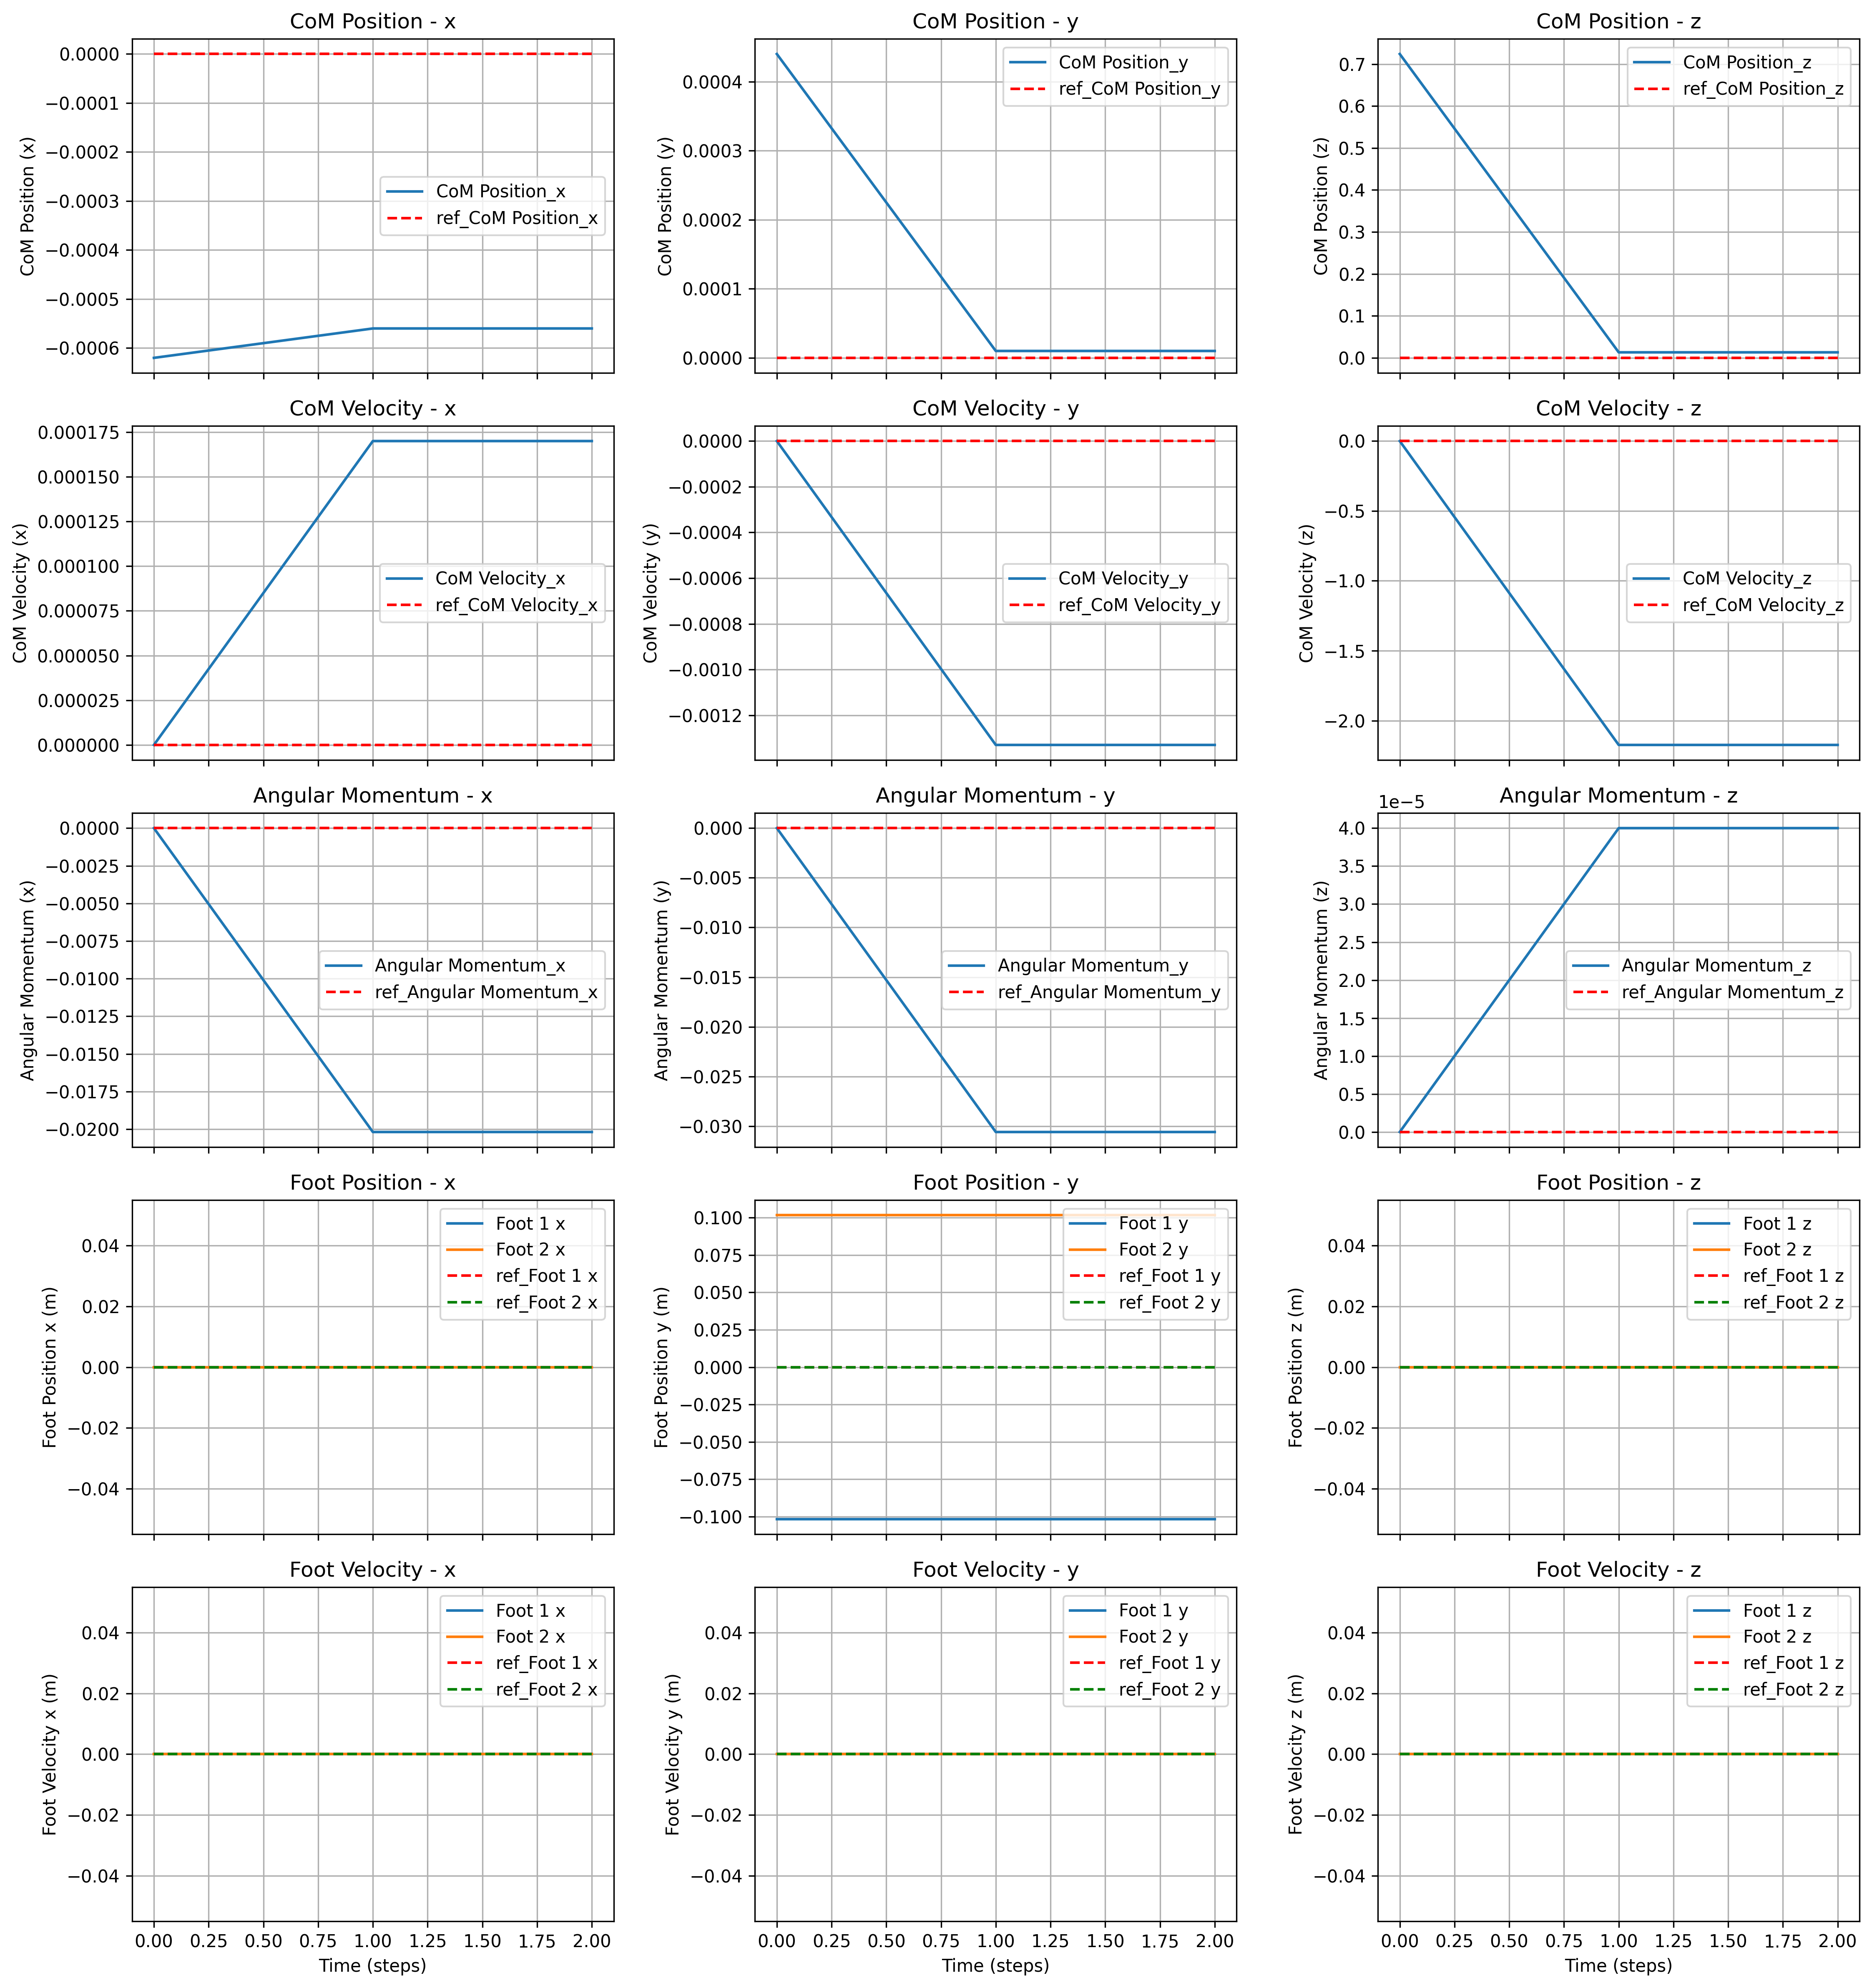 CoM Position - x
CoM Position (x)
0.0000
−0.0001
−0.0002
−0.0003
−0.0004
−0.0005
−0.0006
CoM Position_x
ref_CoM Position_x
CoM Position - y
CoM Position (y)
0.0004
0.0003
0.0002
0.0001
0.0000
CoM Position_y
ref_CoM Position_y
CoM Position - z
CoM Position (z)
0.7
0.6
0.5
0.4
0.3
0.2
0.1
0.0
CoM Position_z
ref_CoM Position_z
CoM Velocity - x
CoM Velocity (x)
0.000175
0.000150
0.000125
0.000100
0.000075
0.000050
0.000025
0.000000
CoM Velocity_x
ref_CoM Velocity_x
CoM Velocity - y
CoM Velocity (y)
0.0000
−0.0002
−0.0004
−0.0006
−0.0008
−0.0010
−0.0012
CoM Velocity_y
ref_CoM Velocity_y
CoM Velocity - z
CoM Velocity (z)
0.0
−0.5
−1.0
−1.5
−2.0
CoM Velocity_z
ref_CoM Velocity_z
Angular Momentum - x
Angular Momentum (x)
0.0000
−0.0025
−0.0050
−0.0075
−0.0100
−0.0125
−0.0150
−0.0175
−0.0200
Angular Momentum_x
ref_Angular Momentum_x
Angular Momentum - y
Angular Momentum (y)
0.000
−0.005
−0.010
−0.015
−0.020
−0.025
−0.030
Angular Momentum_y
ref_Angular Momentum_y
1e−5
Angular Momentum - z
Angular Momentum (z)
4.0
3.5
3.0
2.5
2.0
1.5
1.0
0.5
0.0
Angular Momentum_z
ref_Angular Momentum_z
Foot Position - x
Foot Position x (m)
0.04
0.02
0.00
−0.02
−0.04
Foot 1 x
Foot 2 x
ref_Foot 1 x
ref_Foot 2 x
Foot Position - y
Foot Position y (m)
0.100
0.075
0.050
0.025
0.000
−0.025
−0.050
−0.075
−0.100
Foot 1 y
Foot 2 y
ref_Foot 1 y
ref_Foot 2 y
Foot Position - z
Foot Position z (m)
0.04
0.02
0.00
−0.02
−0.04
Foot 1 z
Foot 2 z
ref_Foot 1 z
ref_Foot 2 z
Foot Velocity - x
Foot Velocity x (m)
0.04
0.02
0.00
−0.02
−0.04
Foot 1 x
Foot 2 x
ref_Foot 1 x
ref_Foot 2 x
0.00 0.25 0.50 0.75 1.00 1.25 1.50 1.75 2.00
Time (steps)
Foot Velocity - y
Foot Velocity y (m)
0.04
0.02
0.00
−0.02
−0.04
Foot 1 y
Foot 2 y
ref_Foot 1 y
ref_Foot 2 y
0.00 0.25 0.50 0.75 1.00 1.25 1.50 1.75 2.00
Time (steps)
Foot Velocity - z
Foot Velocity z (m)
0.04
0.02
0.00
−0.02
−0.04
Foot 1 z
Foot 2 z
ref_Foot 1 z
ref_Foot 2 z
0.00 0.25 0.50 0.75 1.00 1.25 1.50 1.75 2.00
Time (steps)